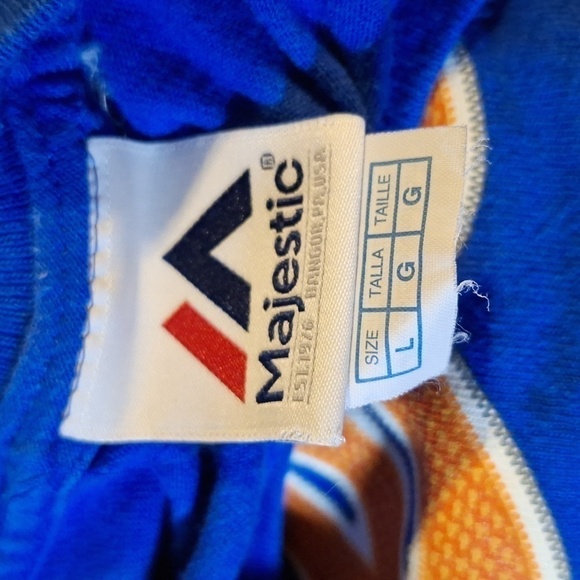 Majestic®
EST. 1976 BANGOR, PA, USA
SIZE TALLA TAILLE
L G G